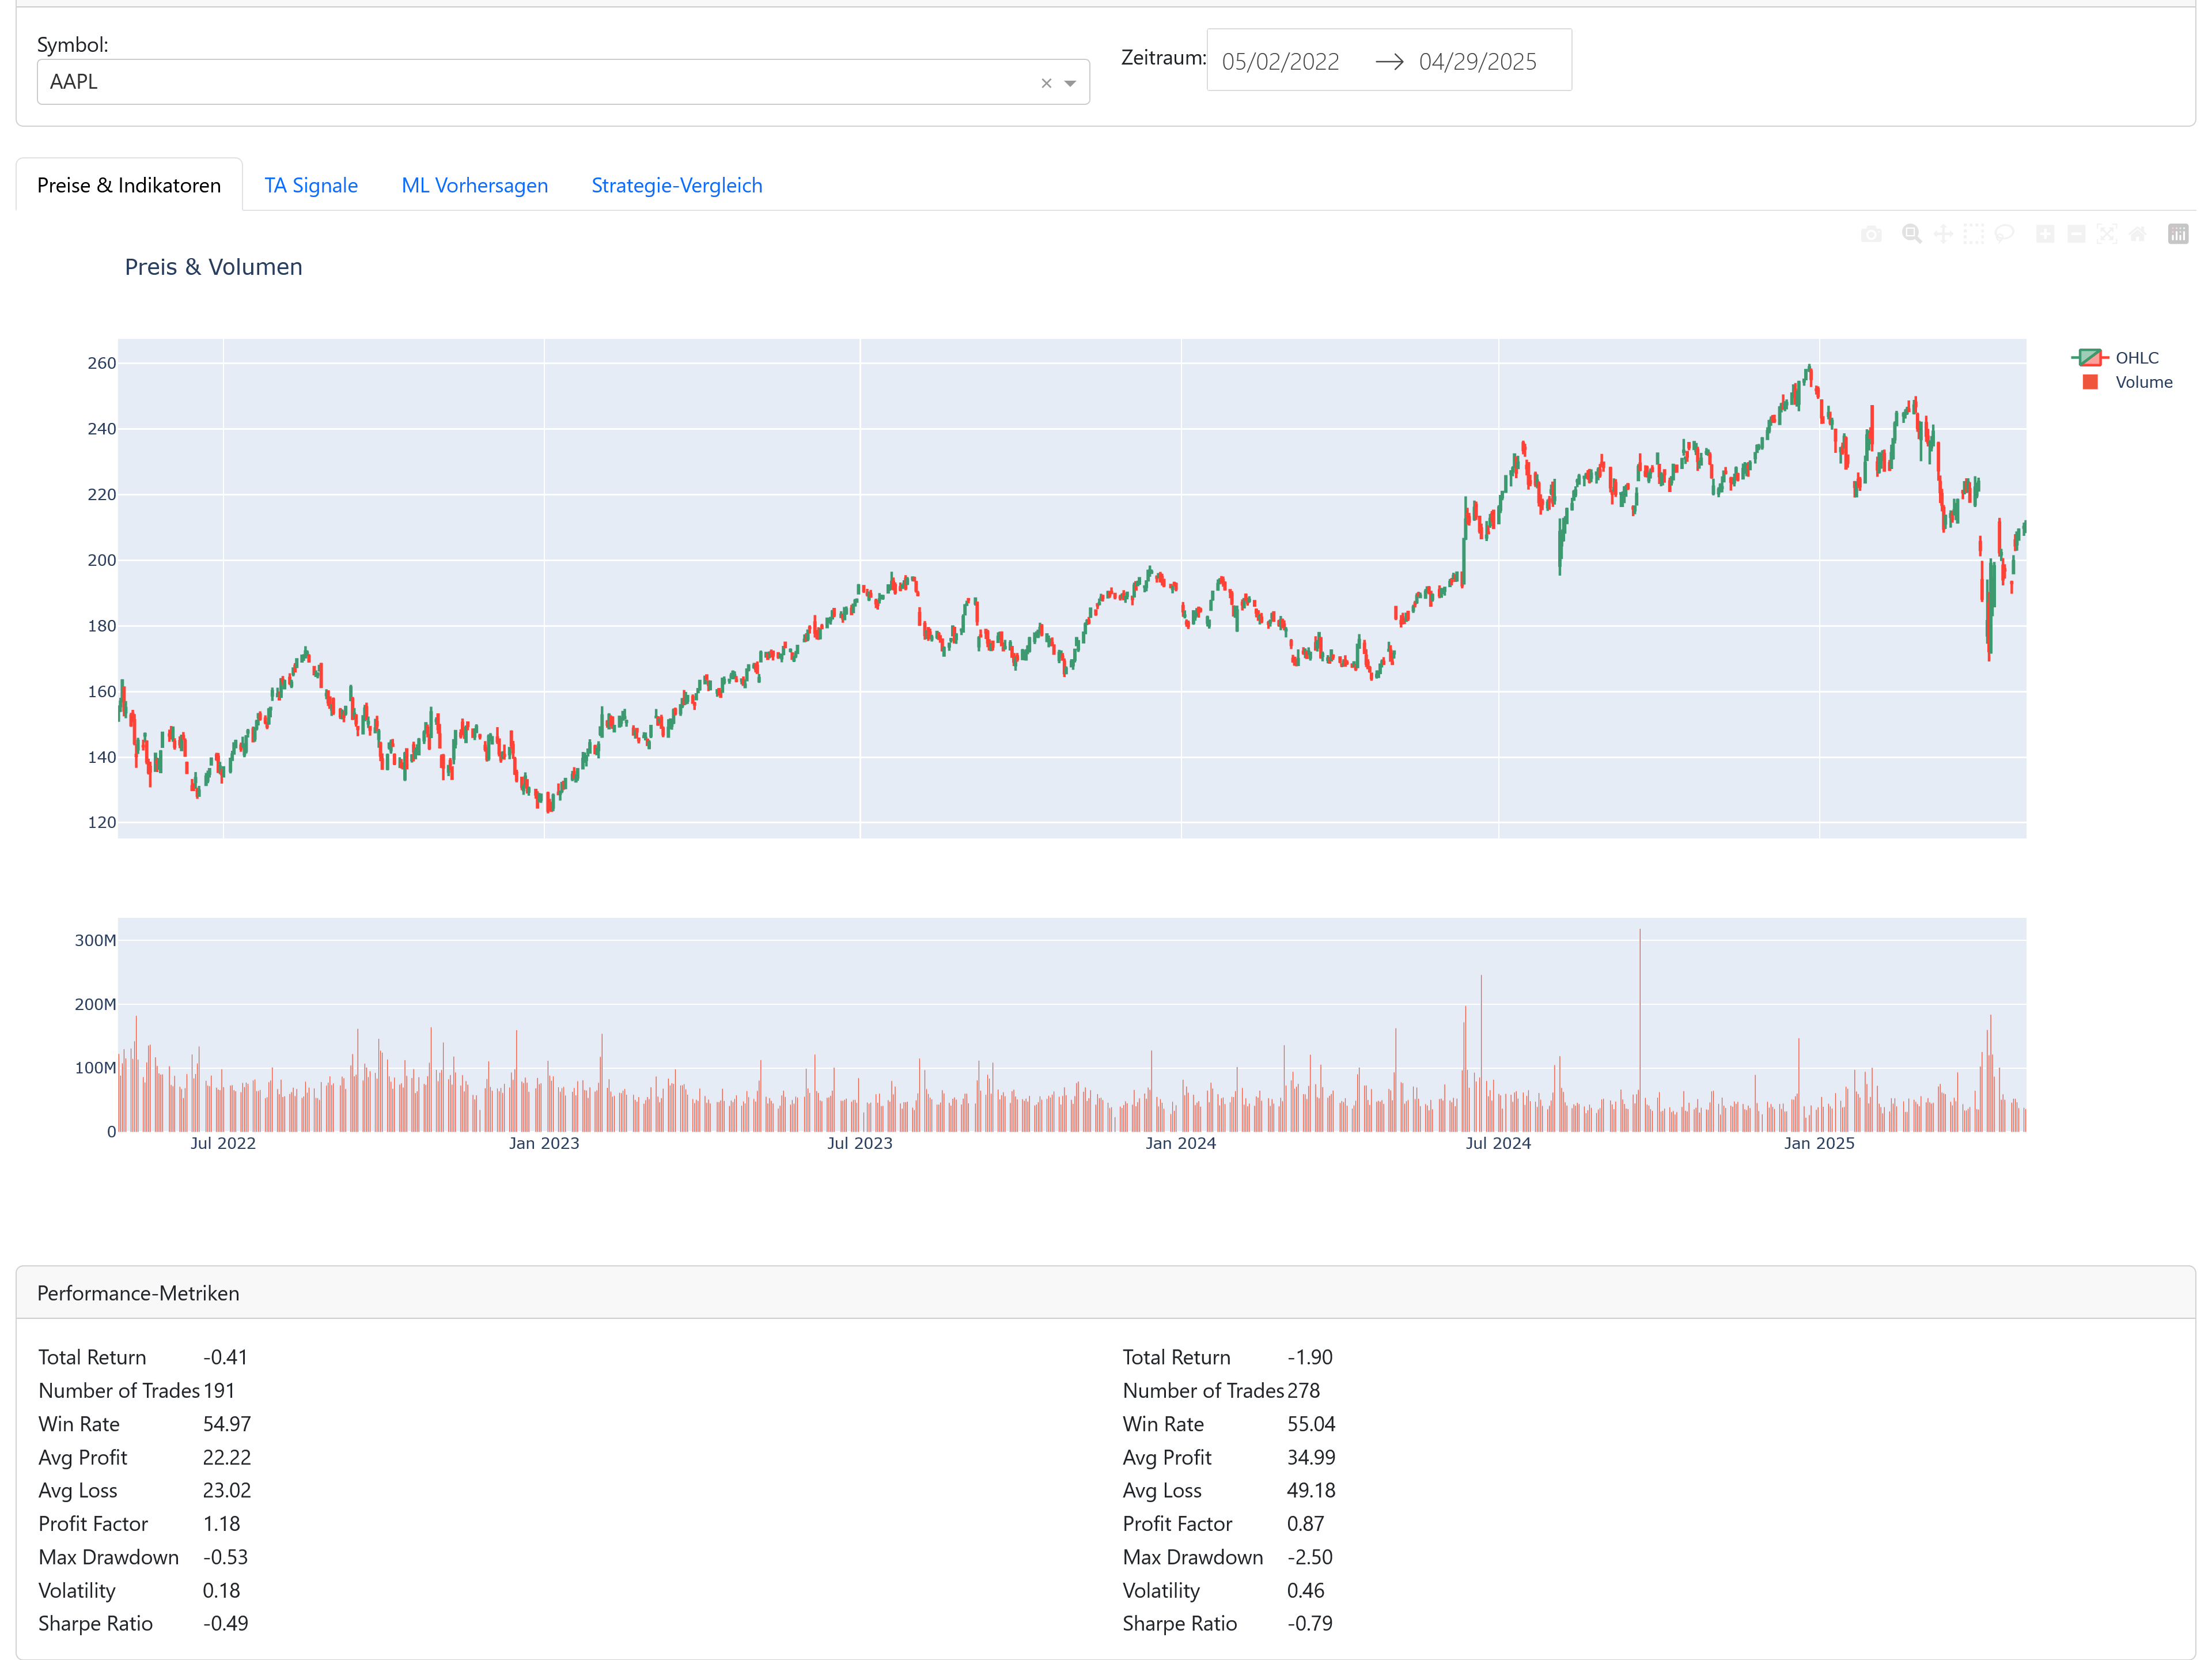 Symbol:
AAPL
Zeitraum:
05/02/2022 → 04/29/2025
Preise & Indikatoren
TA Signale
ML Vorhersagen
Strategie-Vergleich
Preis & Volumen
260
240
220
200
180
160
140
120
OHLC
Volume
300M
200M
100M
0
Jul 2022
Jan 2023
Jul 2023
Jan 2024
Jul 2024
Jan 2025
Performance-Metriken
Total Return -0.41
Number of Trades 191
Win Rate 54.97
Avg Profit 22.22
Avg Loss 23.02
Profit Factor 1.18
Max Drawdown -0.53
Volatility 0.18
Sharpe Ratio -0.49
Total Return -1.90
Number of Trades 278
Win Rate 55.04
Avg Profit 34.99
Avg Loss 49.18
Profit Factor 0.87
Max Drawdown -2.50
Volatility 0.46
Sharpe Ratio -0.79